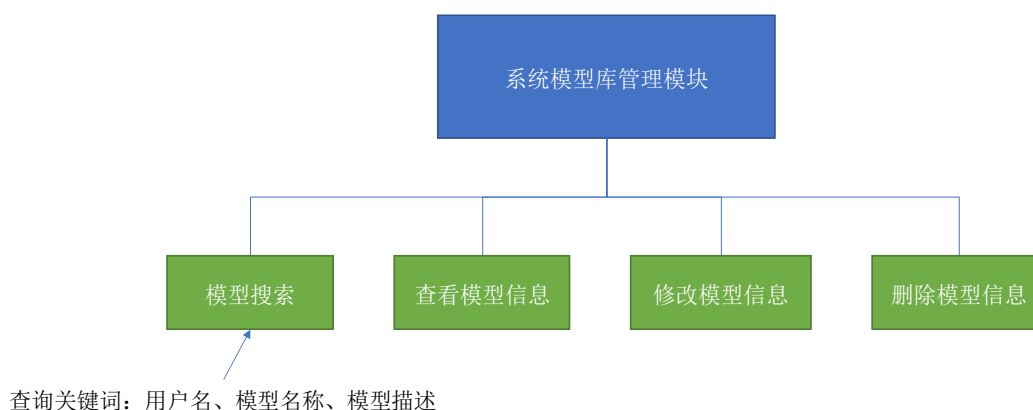 系统模型库管理模块
模型搜索
查看模型信息
修改模型信息
删除模型信息
查询关键词：用户名、模型名称、模型描述